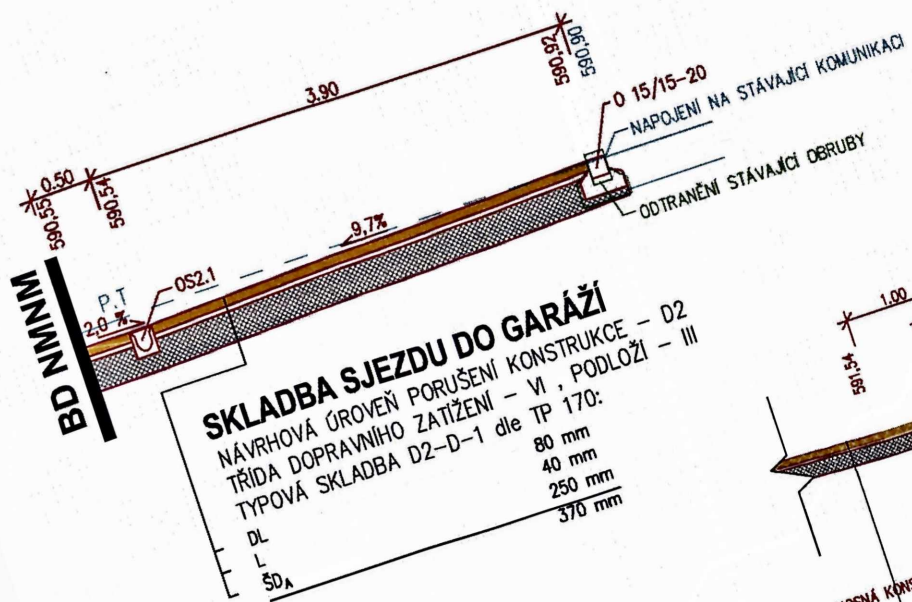 3.90
590,92
590,90
O 15/15-20
NAPOJENÍ NA STÁVAJÍCÍ KOMUNIKACI
ODTRANĚNÍ STÁVAJÍCÍ OBRUBY
0.50
590,55
590,54
9,7%
P.T
2,0 %
OS2.1
BD NMNM
SKLADBA SJEZDU DO GARÁŽÍ
NÁVRHOVÁ ÚROVEŇ PORUŠENÍ KONSTRUKCE – D2
TŘÍDA DOPRAVNÍHO ZATÍŽENÍ – VI , PODLOŽÍ – III
TYPOVÁ SKLADBA D2-D-1 dle TP 170:
DL 80 mm
L 40 mm
ŠDA 250 mm
370 mm
1.00
591,54